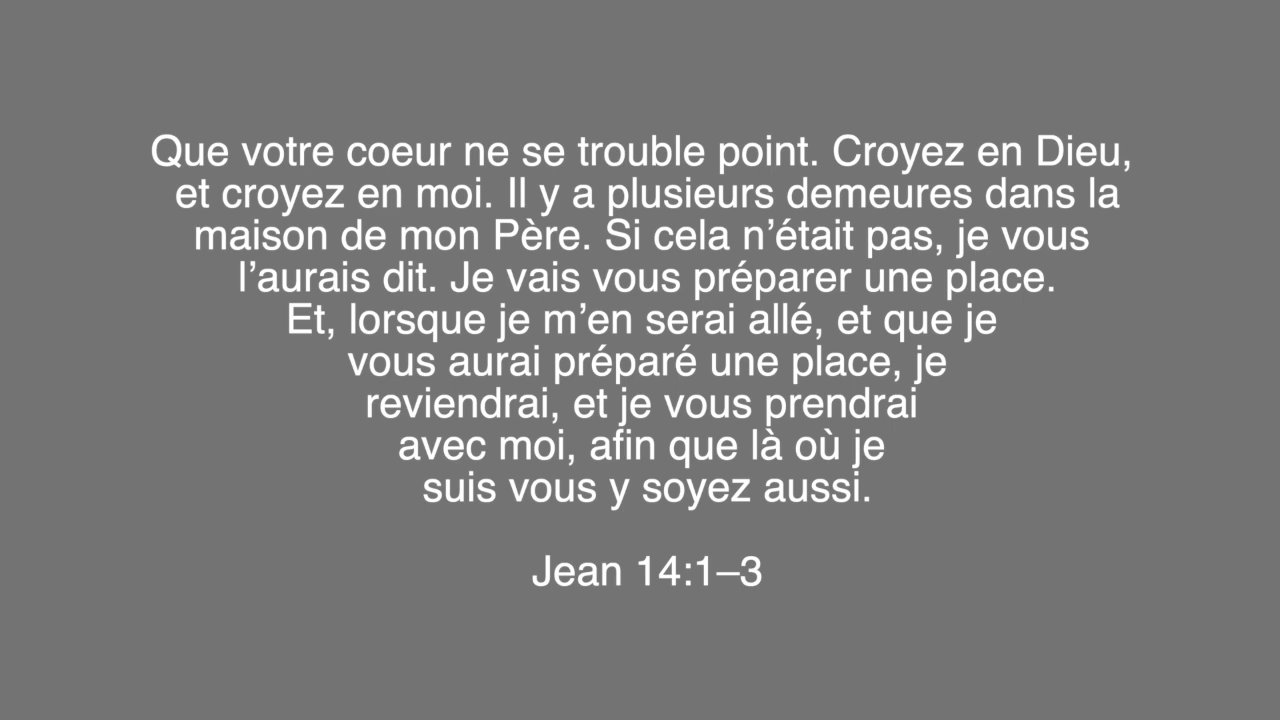 Que votre coeur ne se trouble point. Croyez en Dieu,
et croyez en moi. Il y a plusieurs demeures dans la
maison de mon Père. Si cela n’était pas, je vous
l’aurais dit. Je vais vous préparer une place.
Et, lorsque je m’en serai allé, et que je
vous aurai préparé une place, je
reviendrai, et je vous prendrai
avec moi, afin que là où je
suis vous y soyez aussi.
Jean 14:1–3